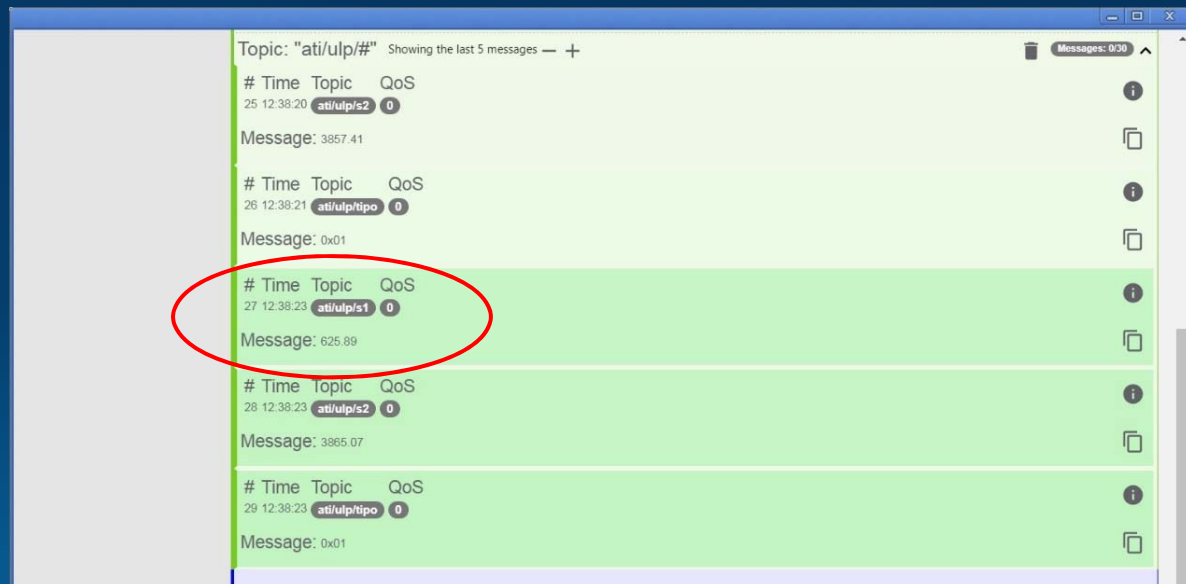 Topic: "ati/ulp/#" Showing the last 5 messages — + Messages: 0/30
# Time Topic QoS
25 12:38:20 ati/ulp/s2 0
Message: 3857.41
# Time Topic QoS
26 12:38:21 ati/ulp/tipo 0
Message: 0x01
# Time Topic QoS
27 12:38:23 ati/ulp/s1 0
Message: 625.89
# Time Topic QoS
28 12:38:23 ati/ulp/s2 0
Message: 3865.07
# Time Topic QoS
29 12:38:23 ati/ulp/tipo 0
Message: 0x01